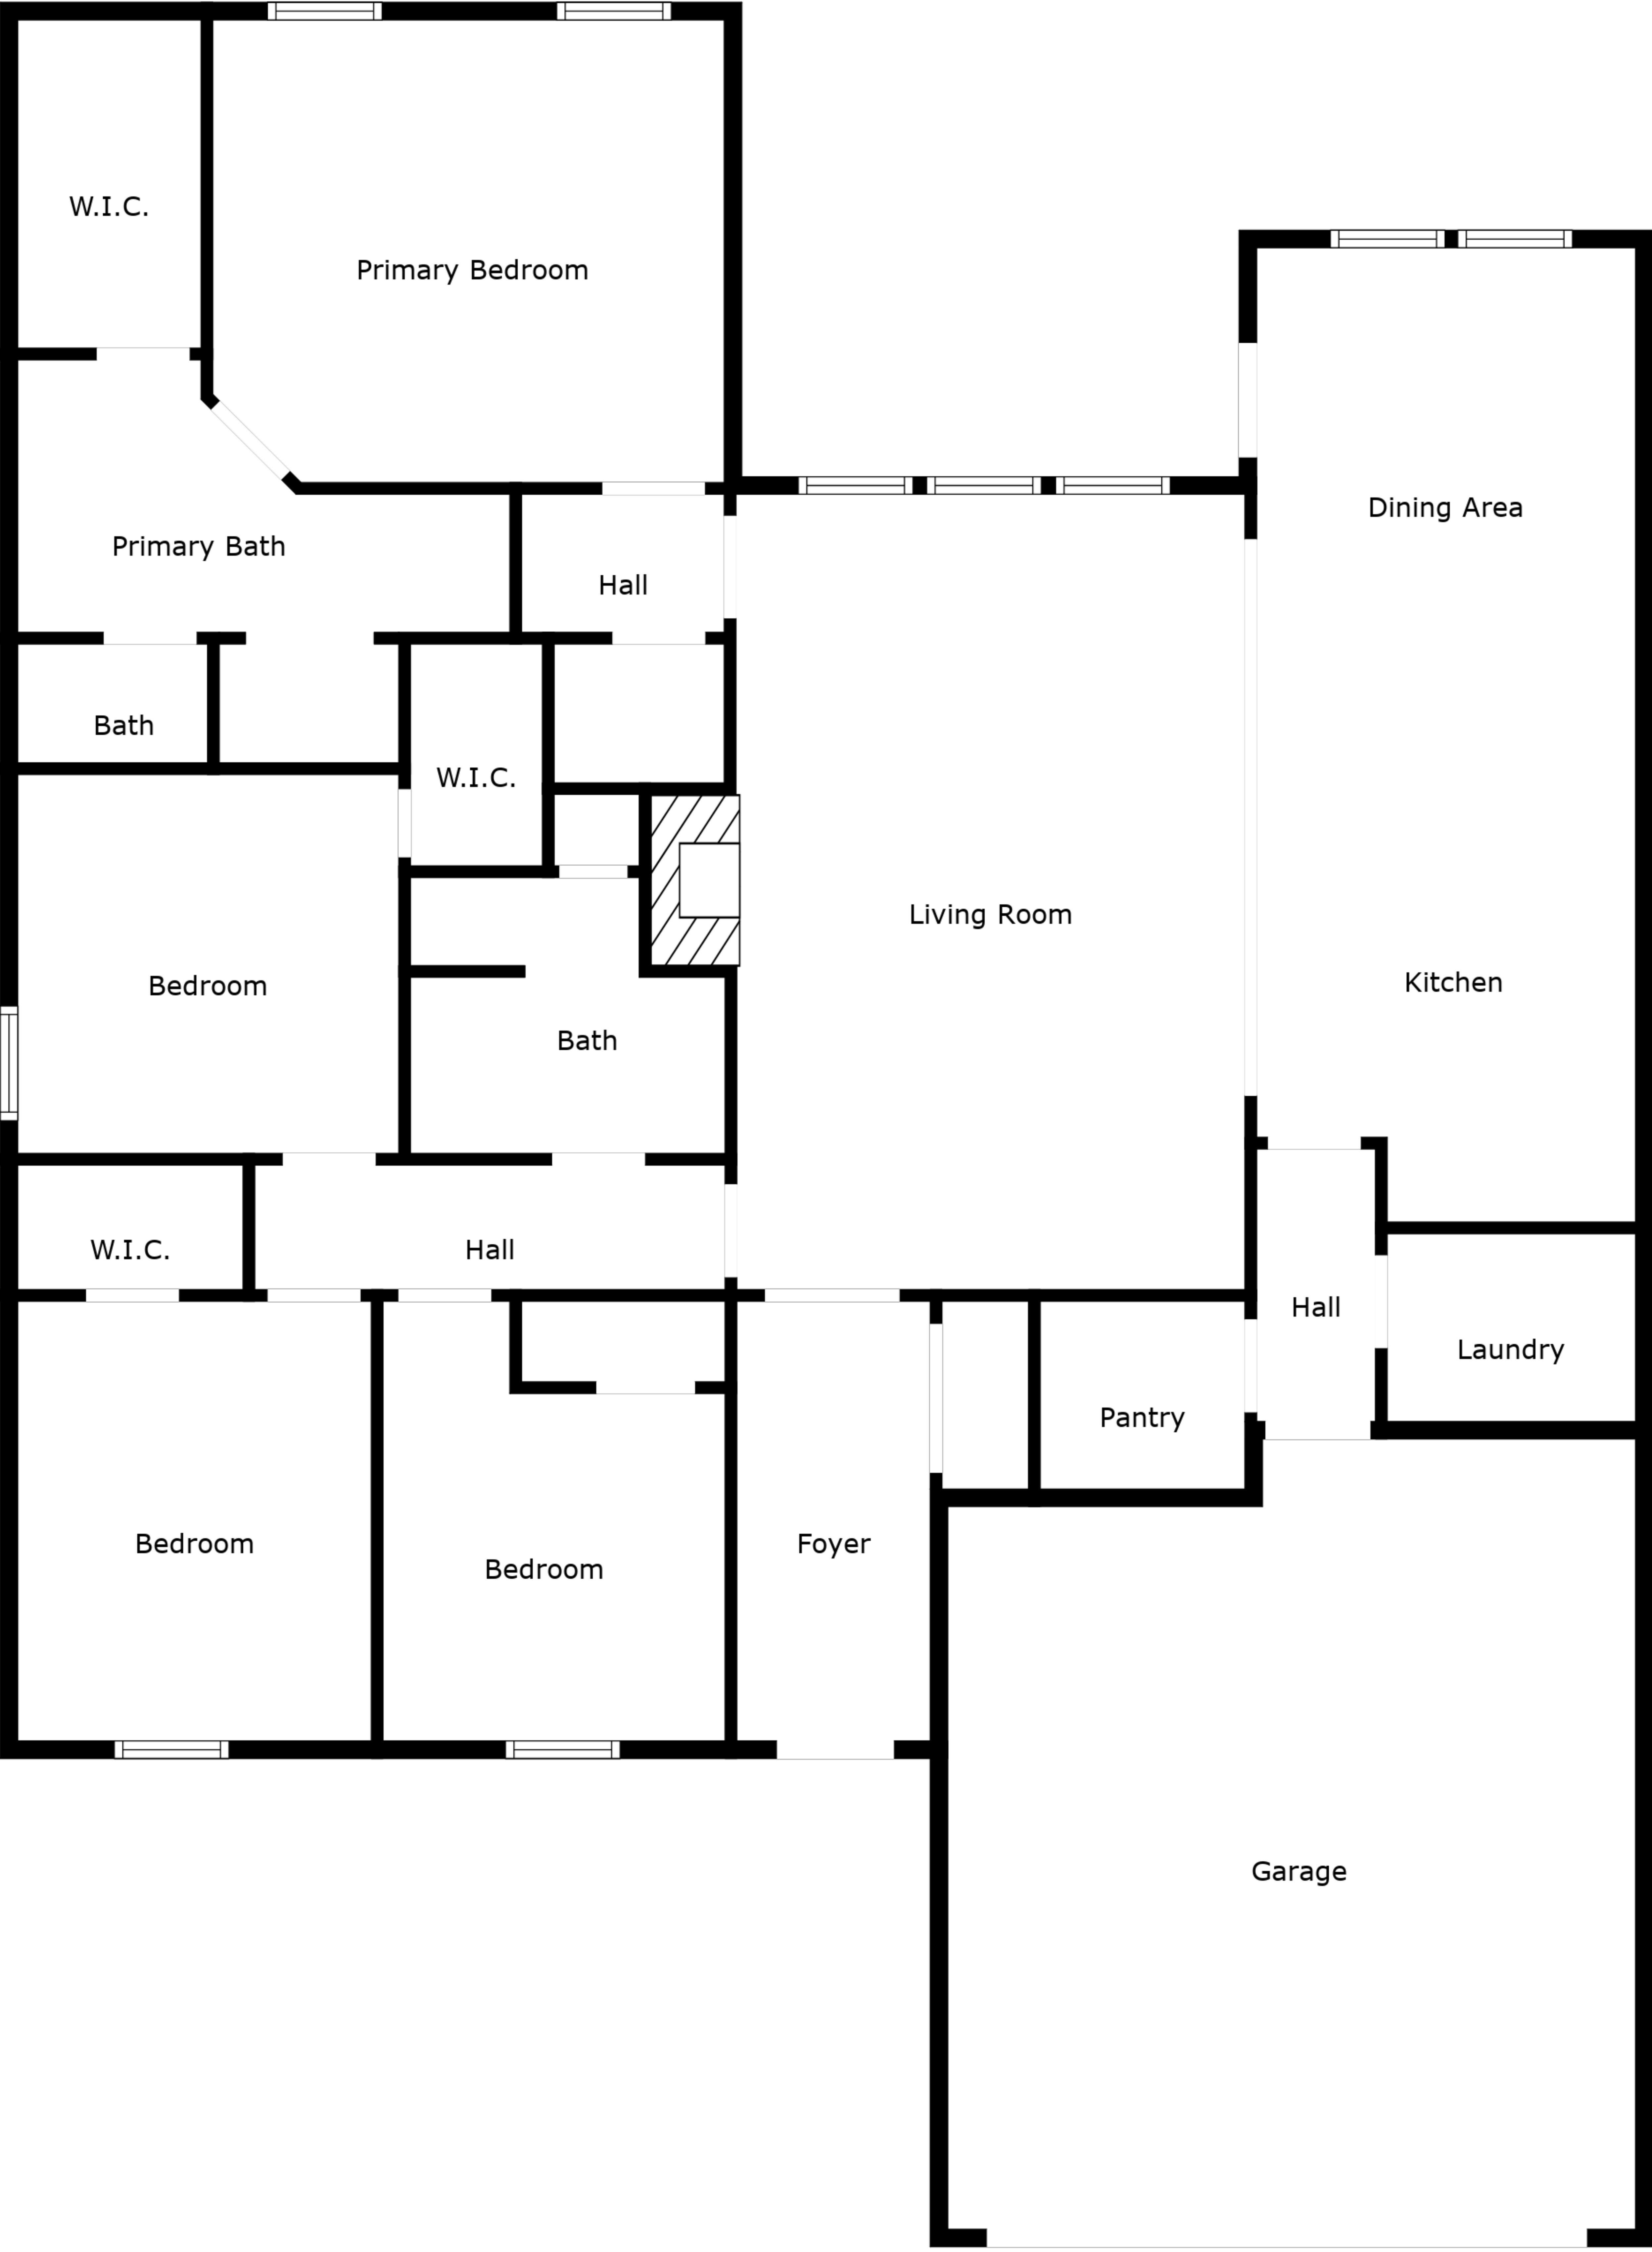 W.I.C.
Primary Bedroom
Dining Area
Primary Bath
Hall
Bath
W.I.C.
Living Room
Kitchen
Bedroom
Bath
W.I.C.
Hall
Hall
Laundry
Pantry
Bedroom
Bedroom
Foyer
Garage